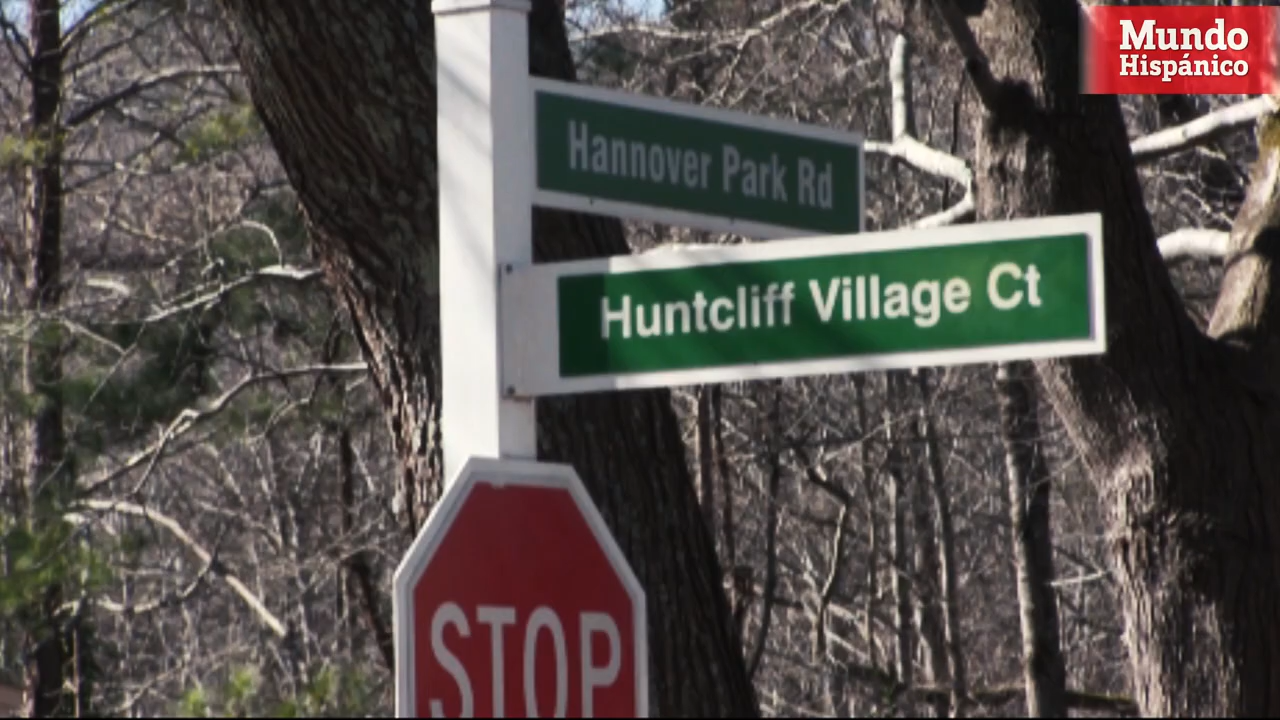 Mundo
Hispánico
Hannover Park Rd
Huntcliff Village Ct
STOP